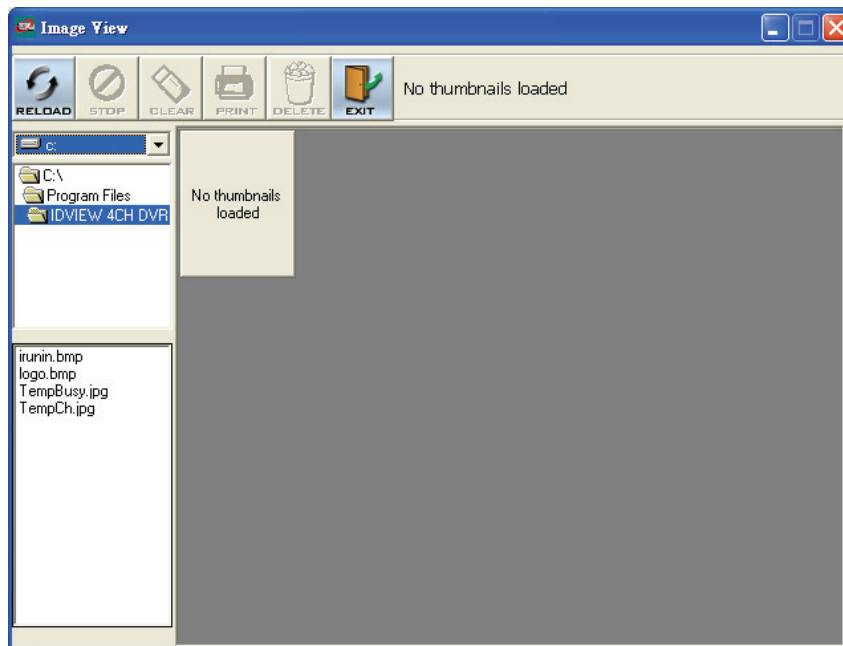 Image View
RELOAD STOP CLEAR PRINT DELETE EXIT No thumbnails loaded
c:
C:\
Program Files
IDVIEW 4CH DVR
No thumbnails
loaded
irunin.bmp
logo.bmp
TempBusy.jpg
TempCh.jpg